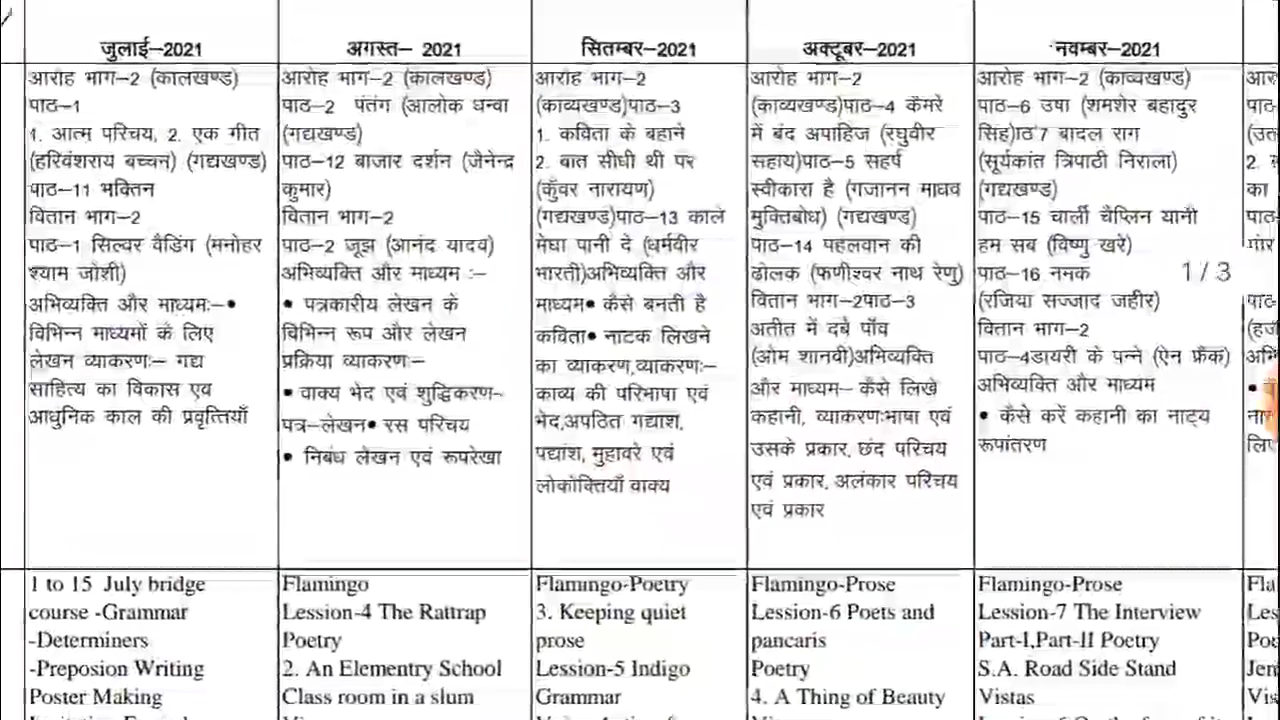 जुलाई–2021
आरोह भाग–2 (कालखण्ड)
पाठ–1
1. आत्म परिचय, 2. एक गीत
(हरिवंशराय बच्चन) (गद्यखण्ड)
पाठ–11 भक्तिन
वितान भाग–2
पाठ–1 सिल्वर वैडिंग (मनोहर
श्याम जोशी)
अभिव्यक्ति और माध्यम:–•
विभिन्न माध्यमों के लिए
लेखन व्याकरण:– गद्य
साहित्य का विकास एव
आधुनिक काल की प्रवृत्तियाँ
अगस्त– 2021
आरोह भाग–2 (कालखण्ड)
पाठ–2 पतंग (आलोक धन्वा
(गद्यखण्ड)
पाठ–12 बाजार दर्शन (जैनेन्द्र
कुमार)
वितान भाग–2
पाठ–2 जूझ (आनंद यादव)
अभिव्यक्ति और माध्यम :–
• पत्रकारीय लेखन के
विभिन्न रूप और लेखन
प्रक्रिया व्याकरण:–
• वाक्य भेद एवं शुद्धिकरण–
पत्र–लेखन• रस परिचय
• निबंध लेखन एवं रूपरेखा
सितम्बर–2021
आरोह भाग–2
(काव्यखण्ड)पाठ–3
1. कविता के बहाने
2. बात सीधी थी पर
(कुँवर नारायण)
(गद्यखण्ड)पाठ–13 काले
मेघा पानी दे (धर्मवीर
भारती)अभिव्यक्ति और
माध्यम• कैसे बनती है
कविता• नाटक लिखने
का व्याकरण,व्याकरण:–
काव्य की परिभाषा एवं
भेद,अपठित गद्याश,
पद्यांश, मुहावरे एवं
लोकोक्तियाँ वाक्य
अक्टूबर–2021
आरोह भाग–2
(काव्यखण्ड)पाठ–4 कैमरे
में बंद अपाहिज (रघुवीर
सहाय)पाठ–5 सहर्ष
स्वीकारा है (गजानन माधव
मुक्तिबोध) (गद्यखण्ड)
पाठ–14 पहलवान की
ढोलक (फणीश्वर नाथ रेणु)
वितान भाग–2पाठ–3
अतीत में दबे पाँव
(ओम शानवी)अभिव्यक्ति
और माध्यम– कैसे लिखे
कहानी, व्याकरण:भाषा एवं
उसके प्रकार, छंद परिचय
एवं प्रकार, अलंकार परिचय
एवं प्रकार
नवम्बर–2021
आरोह भाग–2 (काव्यखण्ड)
पाठ–6 उषा (शमशेर बहादुर
सिंह)ाठ 7 बादल राग
(सूर्यकांत त्रिपाठी निराला)
(गद्यखण्ड)
पाठ–15 चार्ली चैप्लिन यानी
हम सब (विष्णु खरे)
पाठ–16 नमक
(रजिया सज्जाद जहीर)
वितान भाग–2
पाठ–4डायरी के पन्ने (ऐन फ्रैंक)
अभिव्यक्ति और माध्यम
• कैसे करें कहानी का नाट्य
रूपांतरण
1 / 3
1 to 15 July bridge
course -Grammar
-Determiners
-Preposion Writing
Poster Making
Flamingo
Lession-4 The Rattrap
Poetry
2. An Elementry School
Class room in a slum
Flamungo-Poetry
3. Keeping quiet
prose
Lession-5 Indigo
Grammar
Flamingo-Prose
Lession-6 Poets and
pancaris
Poetry
4. A Thing of Beauty
Flamingo-Prose
Lession-7 The Interview
Part-I,Part-II Poetry
S.A. Road Side Stand
Vistas